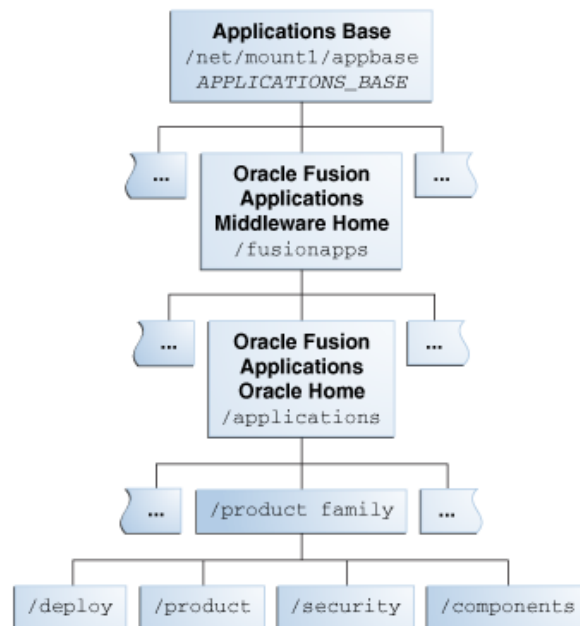 Applications Base
/net/mount1/appbase
APPLICATIONS_BASE
...
Oracle Fusion
Applications
Middleware Home
/fusionapps
...
...
Oracle Fusion
Applications
Oracle Home
/applications
...
...
/product family
...
/deploy
/product
/security
/components